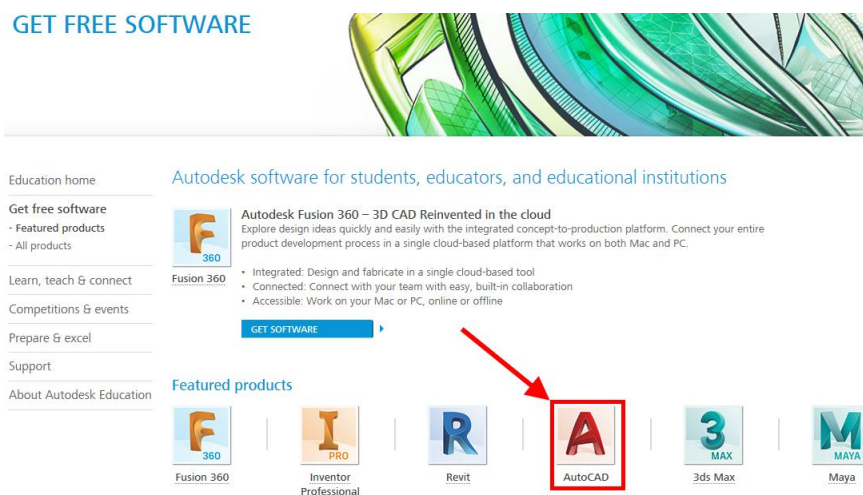 GET FREE SOFTWARE
Education home
Get free software
- Featured products
- All products
Learn, teach & connect
Competitions & events
Prepare & excel
Support
About Autodesk Education
Autodesk software for students, educators, and educational institutions
F
360
Fusion 360
Autodesk Fusion 360 – 3D CAD Reinvented in the cloud
Explore design ideas quickly and easily with the integrated concept-to-production platform. Connect your entire
product development process in a single cloud-based platform that works on both Mac and PC.
• Integrated: Design and fabricate in a single cloud-based tool
• Connected: Connect with your team with easy, built-in collaboration
• Accessible: Work on your Mac or PC, online or offline
GET SOFTWARE
Featured products
F
360
Fusion 360
I
PRO
Inventor
Professional
R
Revit
A
AutoCAD
3
MAX
3ds Max
M
MAYA
Maya